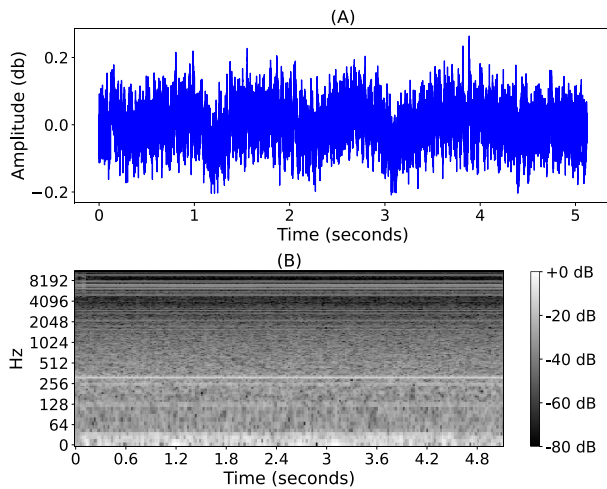 (A)
Amplitude (db)
0.2
0.0
−0.2
0 1 2 3 4 5
Time (seconds)
(B)
Hz
8192
4096
2048
1024
512
256
128
64
0
0 0.6 1.2 1.8 2.4 3 3.6 4.2 4.8
Time (seconds)
+0 dB
-20 dB
-40 dB
-60 dB
-80 dB